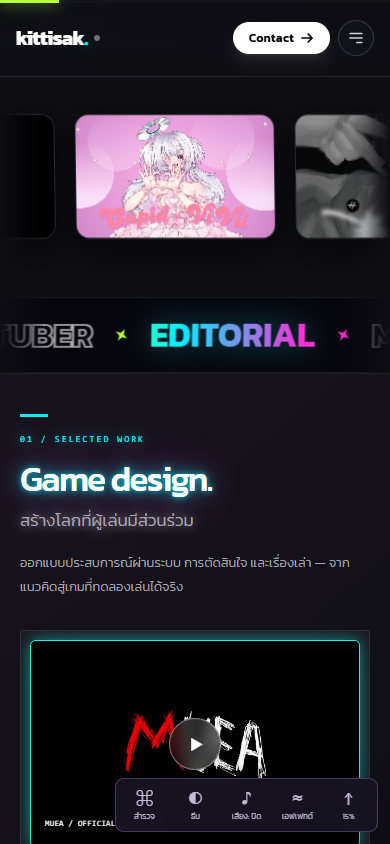 kittisak.
Contact →
Cupid ViVii
TUBER
EDITORIAL
01 / SELECTED WORK
Game design.
สร้างโลกที่ผู้เล่นมีส่วนร่วม
ออกแบบประสบการณ์ผ่านระบบ การตัดสินใจ และเรื่องเล่า — จาก
แนวคิดสู่เกมที่ทดลองเล่นได้จริง
MUEA
MUEA / OFFICIAL
สำรวจ
ธีม
เสียง: ปิด
เอฟเฟกต์
15%